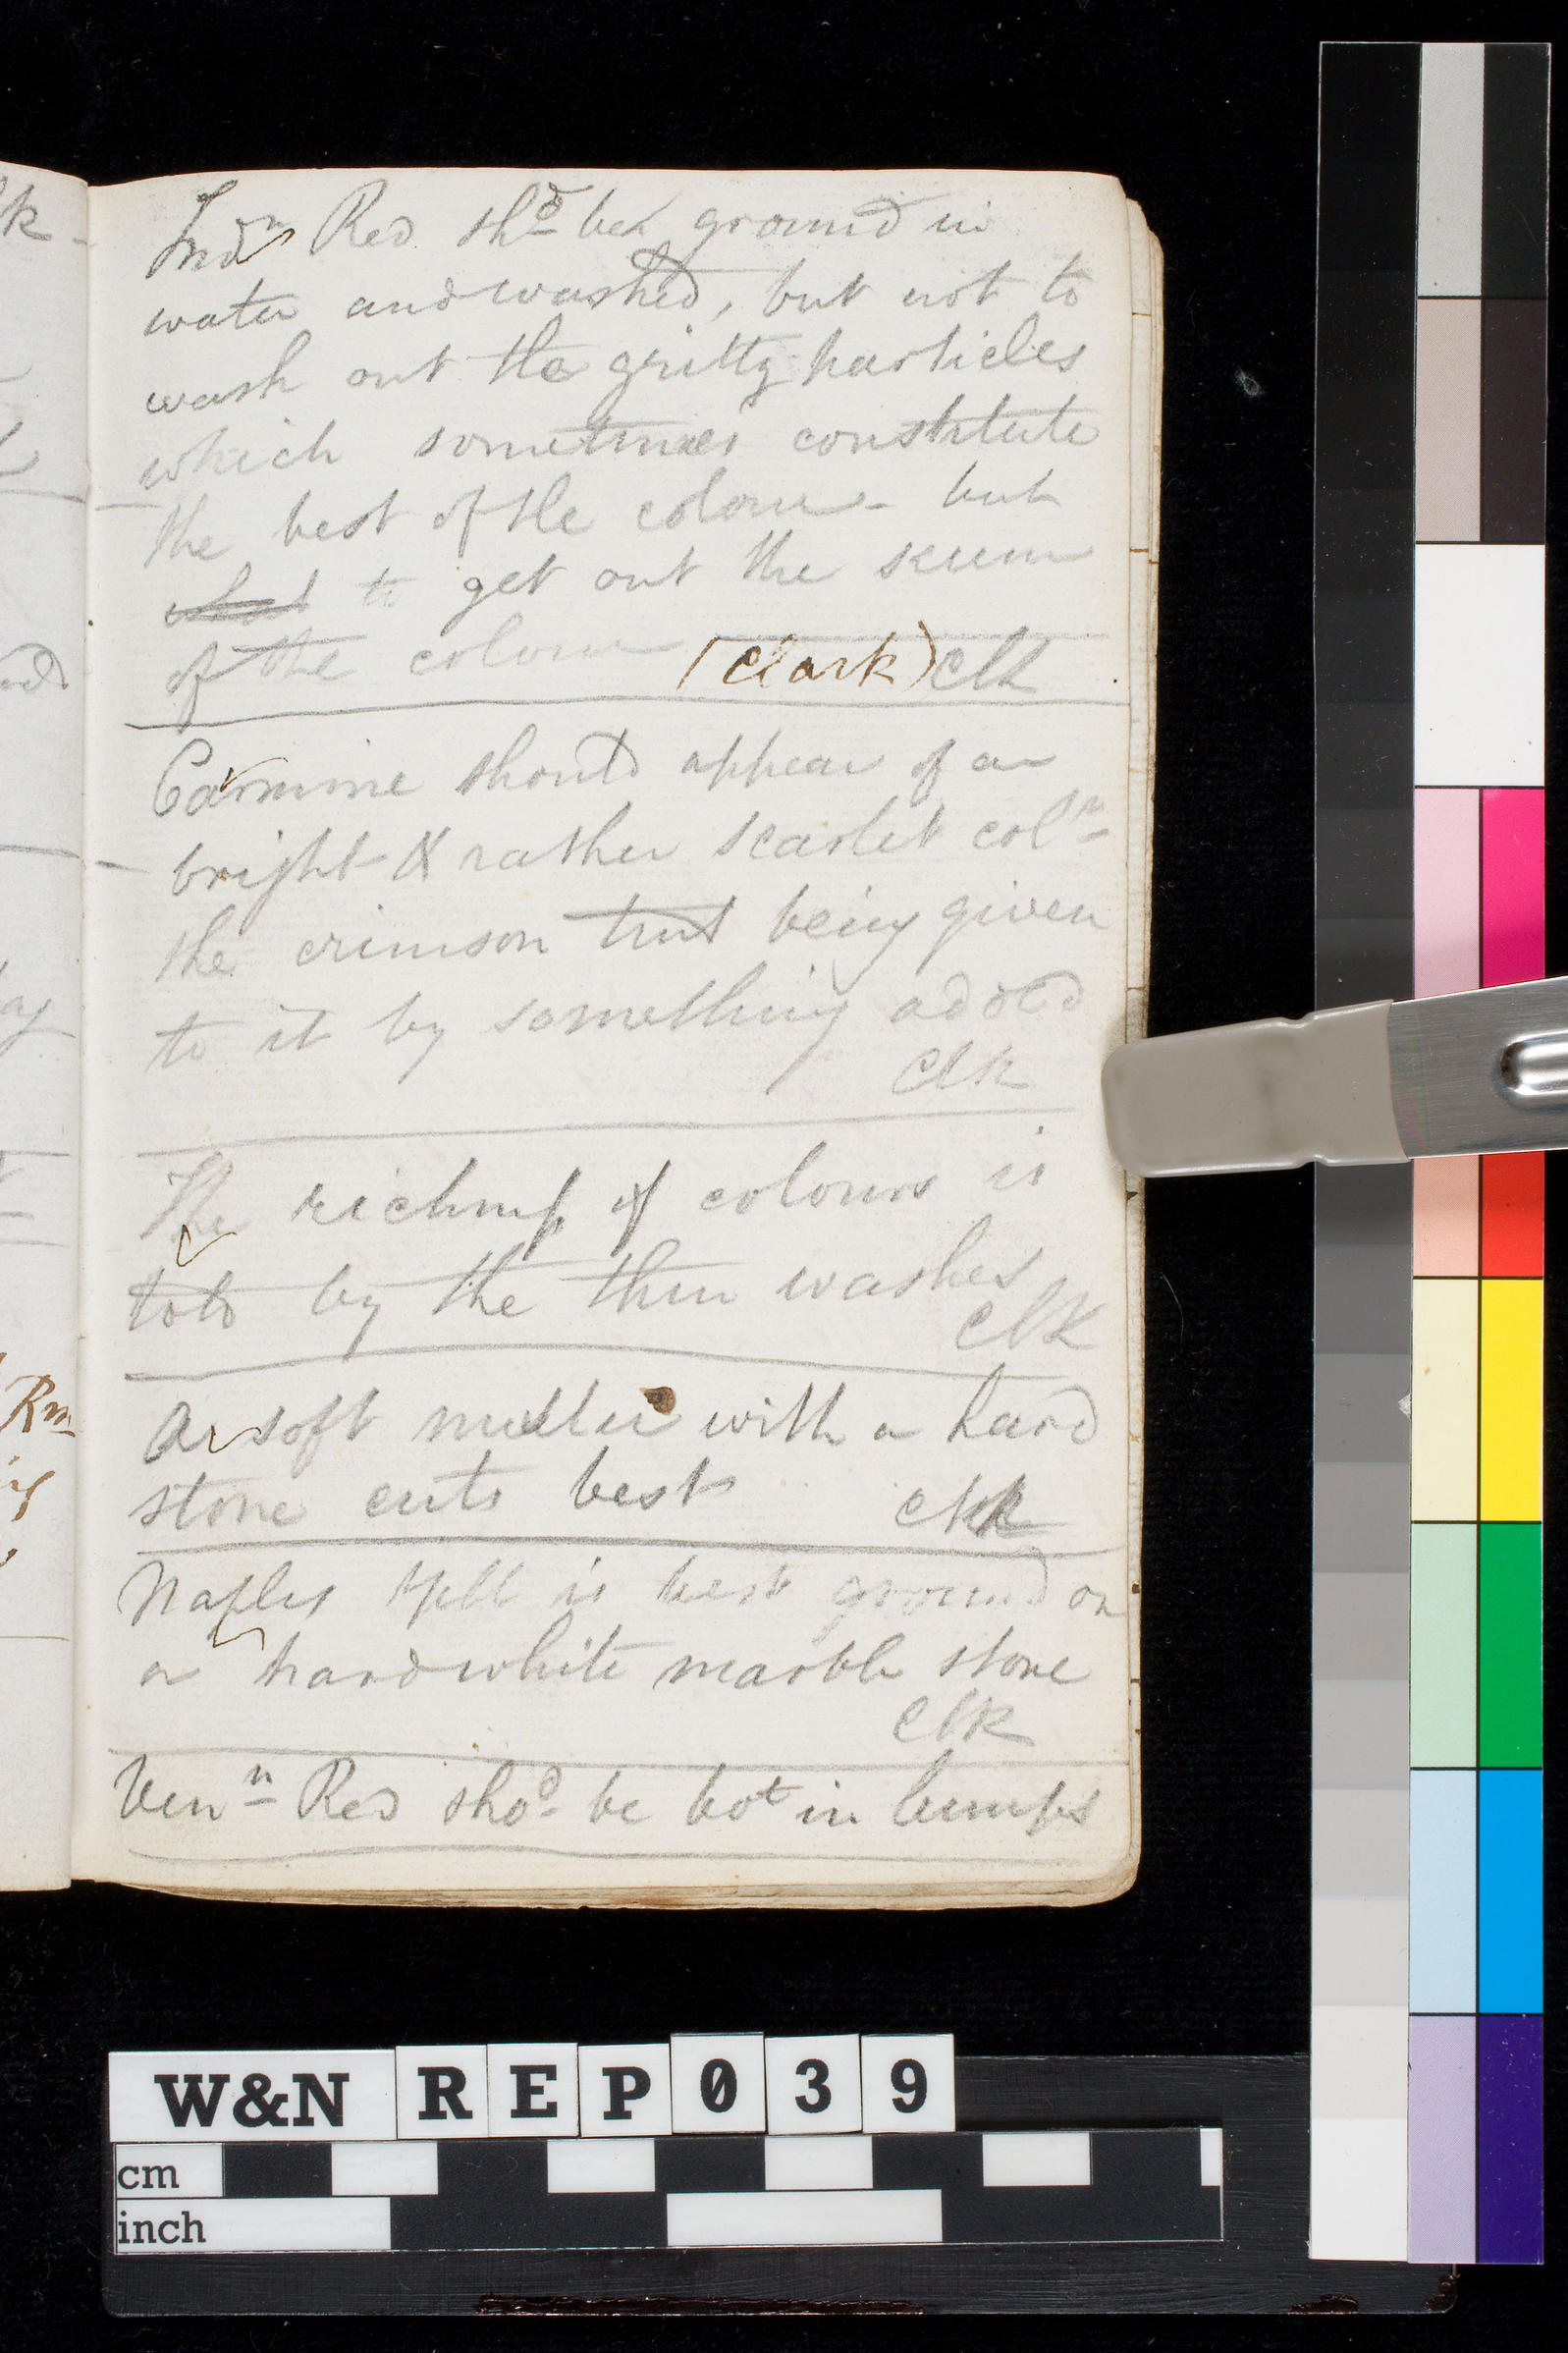 Indn Red shd be ground in
water and washed, but not to
wash out the gritty particles
which sometimes constitute
the best of the colour - but
to get out the scum
of the colour (Clark) Clk
Carmine should appear of a
bright & rather scarlet colr
the crimson tint being given
to it by something added
Clk
The richness of colours is
told by the thin washes
Clk
A soft muller with a hard
stone cuts best Clk
Naples Yell is best ground on
a hard white marble stone
Clk
Venn Red shod be bot in lumps
W&N REP039
cm
inch